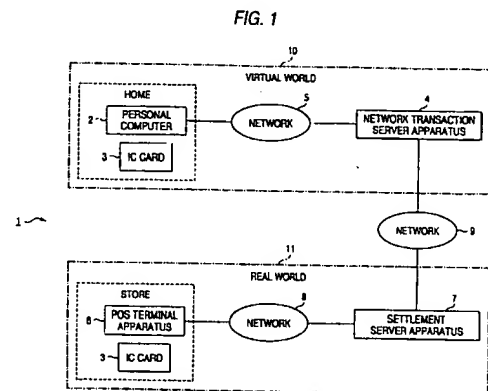 FIG. 1
10
VIRTUAL WORLD
HOME
2
PERSONAL
COMPUTER
3
IC CARD
5
NETWORK
4
NETWORK TRANSACTION
SERVER APPARATUS
1
NETWORK
9
11
REAL WORLD
STORE
6
POS TERMINAL
APPARATUS
3
IC CARD
8
NETWORK
7
SETTLEMENT
SERVER APPARATUS